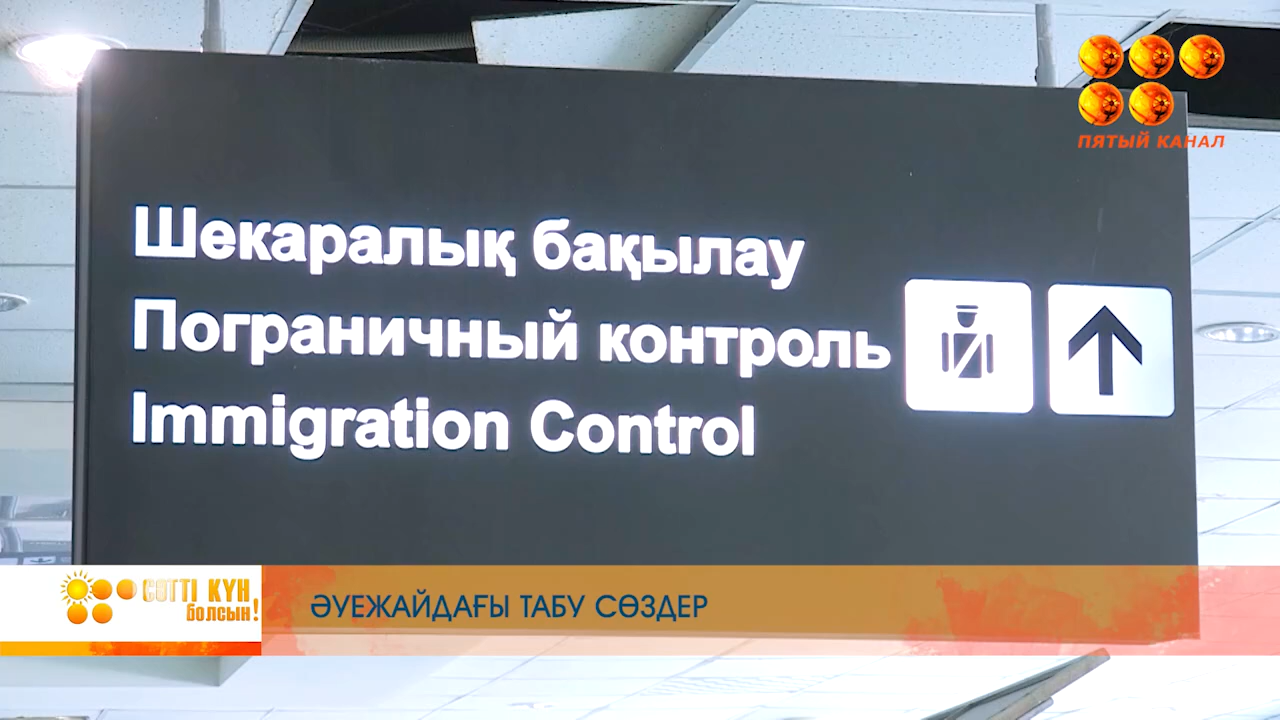 ПЯТЫЙ КАНАЛ
Шекаралық бақылау
Пограничный контроль
Immigration Control
СӘТТІ КҮН
болсын!
ӘУЕЖАЙДАҒЫ ТАБУ СӨЗДЕР